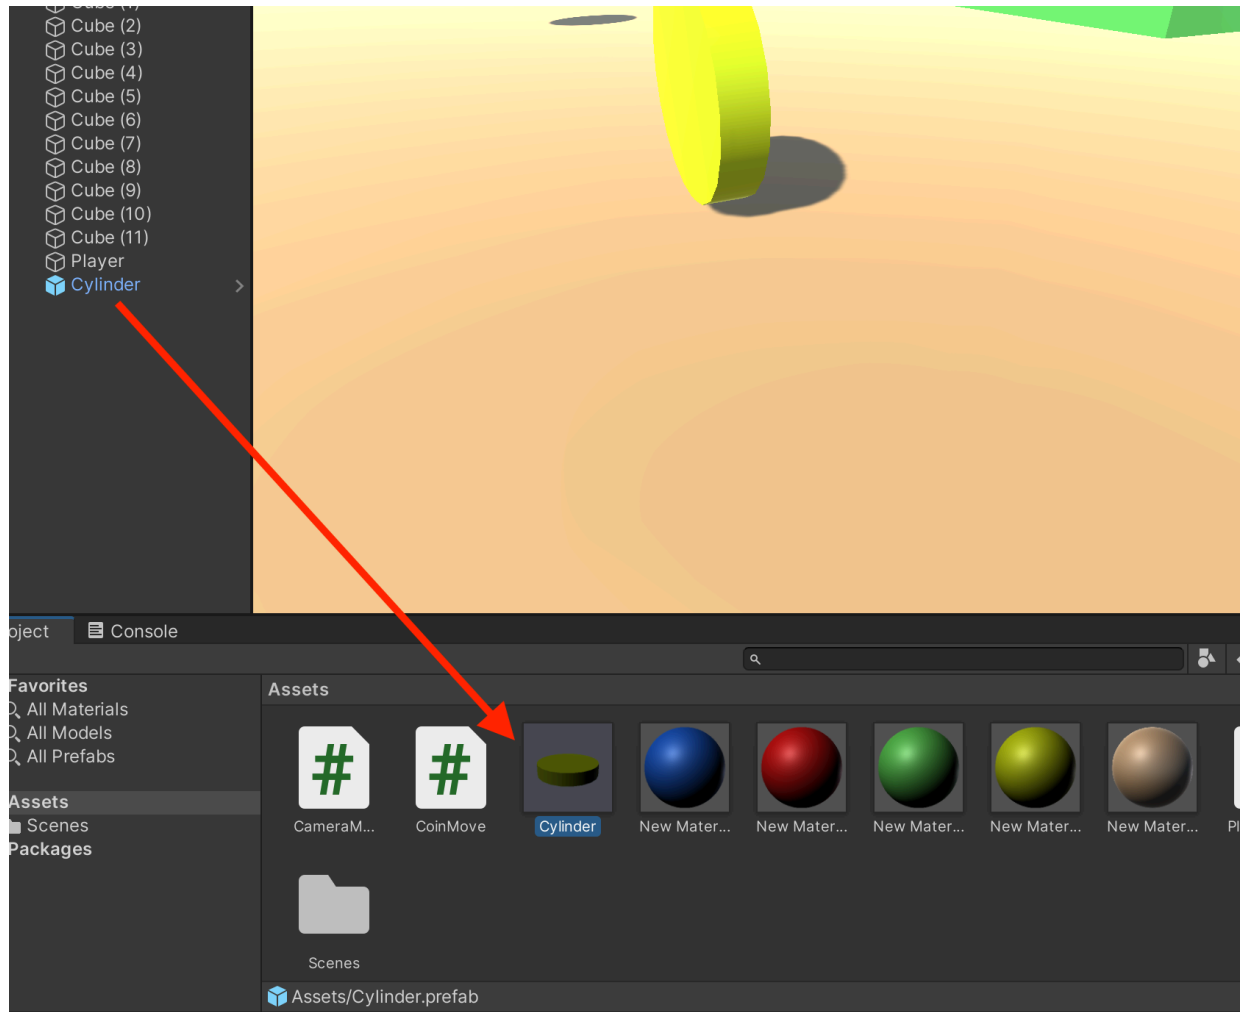 Cube (2)
Cube (3)
Cube (4)
Cube (5)
Cube (6)
Cube (7)
Cube (8)
Cube (9)
Cube (10)
Cube (11)
Player
Cylinder
oject
Console
Favorites
All Materials
All Models
All Prefabs
Assets
Scenes
Packages
Assets
#
#
CameraM...
CoinMove
Cylinder
New Mater...
New Mater...
New Mater...
New Mater...
New Mater...
Pl
Scenes
Assets/Cylinder.prefab